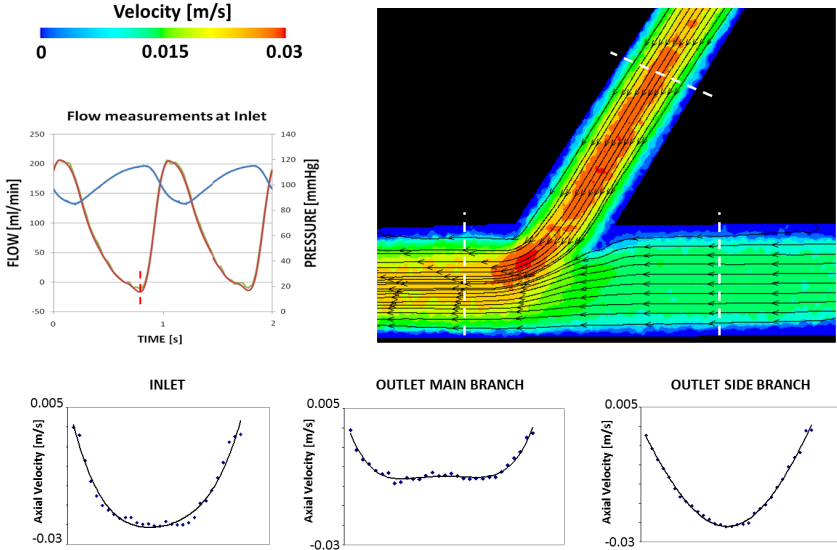 Velocity [m/s]
0 0.015 0.03
Flow measurements at Inlet
250 140
200 120
150 100
100 80
50 60
0 40
-50 20
0
FLOW [ml/min]
PRESSURE [mmHg]
0 1 2
TIME [s]
INLET
0.005
Axial Velocity [m/s]
-0.03
OUTLET MAIN BRANCH
0.005
Axial Velocity [m/s]
-0.03
OUTLET SIDE BRANCH
0.005
Axial Velocity [m/s]
-0.03